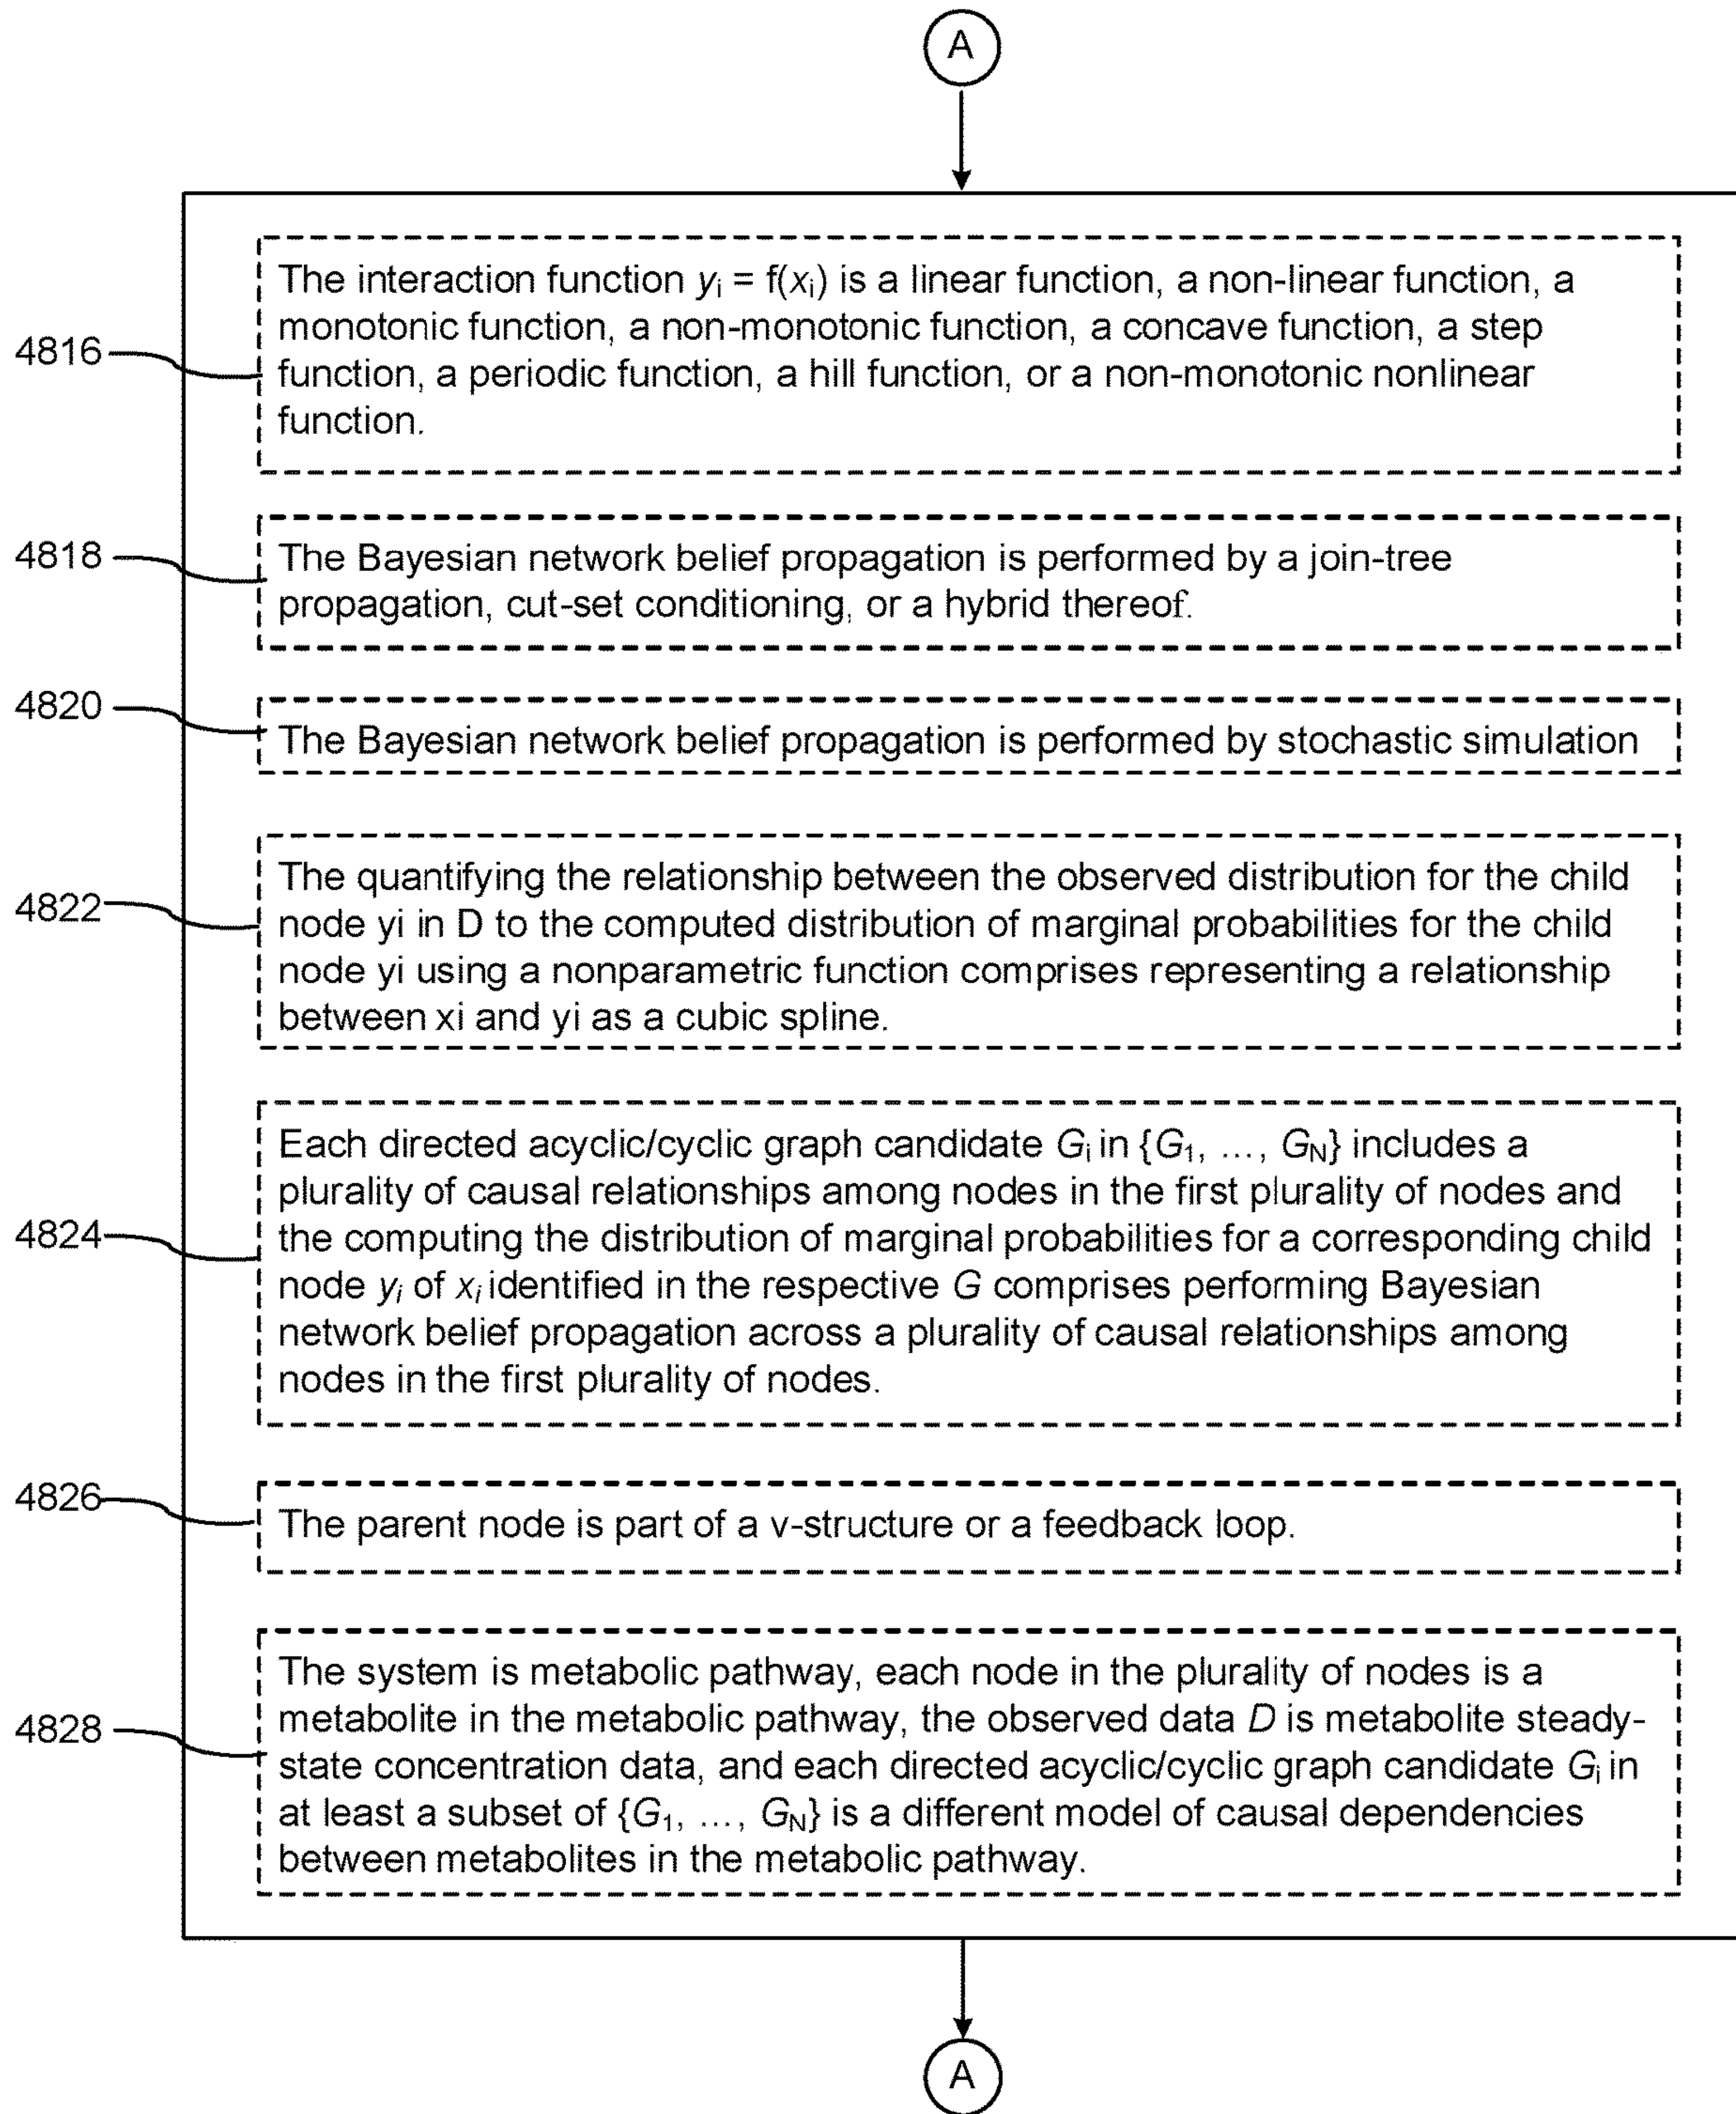 A
4816
The interaction function yᵢ = f(xᵢ) is a linear function, a non-linear function, a
monotonic function, a non-monotonic function, a concave function, a step
function, a periodic function, a hill function, or a non-monotonic nonlinear
function.
4818
The Bayesian network belief propagation is performed by a join-tree
propagation, cut-set conditioning, or a hybrid thereof.
4820
The Bayesian network belief propagation is performed by stochastic simulation
4822
The quantifying the relationship between the observed distribution for the child
node yi in D to the computed distribution of marginal probabilities for the child
node yi using a nonparametric function comprises representing a relationship
between xi and yi as a cubic spline.
4824
Each directed acyclic/cyclic graph candidate Gᵢ in {G₁, ..., G_N} includes a
plurality of causal relationships among nodes in the first plurality of nodes and
the computing the distribution of marginal probabilities for a corresponding child
node yᵢ of xᵢ identified in the respective G comprises performing Bayesian
network belief propagation across a plurality of causal relationships among
nodes in the first plurality of nodes.
4826
The parent node is part of a v-structure or a feedback loop.
4828
The system is metabolic pathway, each node in the plurality of nodes is a
metabolite in the metabolic pathway, the observed data D is metabolite steady-
state concentration data, and each directed acyclic/cyclic graph candidate Gᵢ in
at least a subset of {G₁, ..., G_N} is a different model of causal dependencies
between metabolites in the metabolic pathway.
A